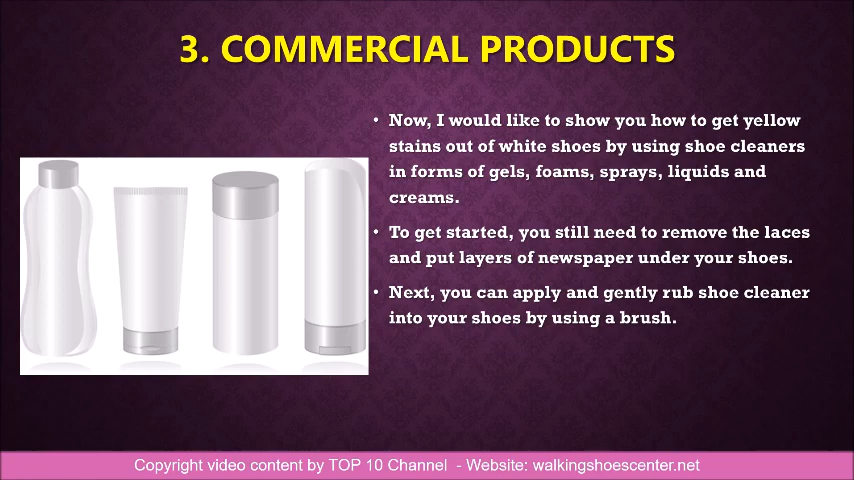 3. COMMERCIAL PRODUCTS
• Now, I would like to show you how to get yellow
stains out of white shoes by using shoe cleaners
in forms of gels, foams, sprays, liquids and
creams.
• To get started, you still need to remove the laces
and put layers of newspaper under your shoes.
• Next, you can apply and gently rub shoe cleaner
into your shoes by using a brush.
Copyright video content by TOP 10 Channel - Website: walkingshoescenter.net